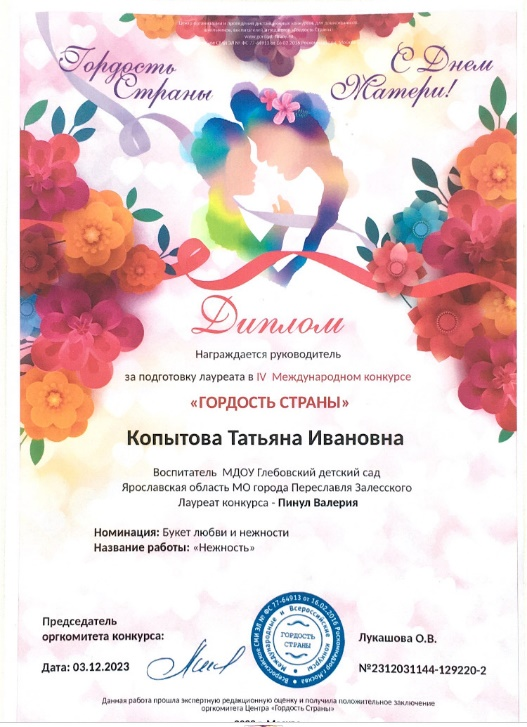 Гордость
Страны
С Днем
Матери!
Диплом
Награждается руководитель
за подготовку лауреата в IV Международном конкурсе
«ГОРДОСТЬ СТРАНЫ»
Копытова Татьяна Ивановна
Воспитатель МДОУ Глебовский детский сад
Ярославская область МО города Переславля Залесского
Лауреат конкурса - Пинул Валерия
Номинация: Букет любви и нежности
Название работы: «Нежность»
Председатель
оргкомитета конкурса:
Лукашова О.В.
Дата: 03.12.2023
№2312031144-129220-2
ГОРДОСТЬ
СТРАНЫ
Данная работа прошла экспертную редакционную оценку и получила положительное заключение
оргкомитета Центра «Гордость Страны»